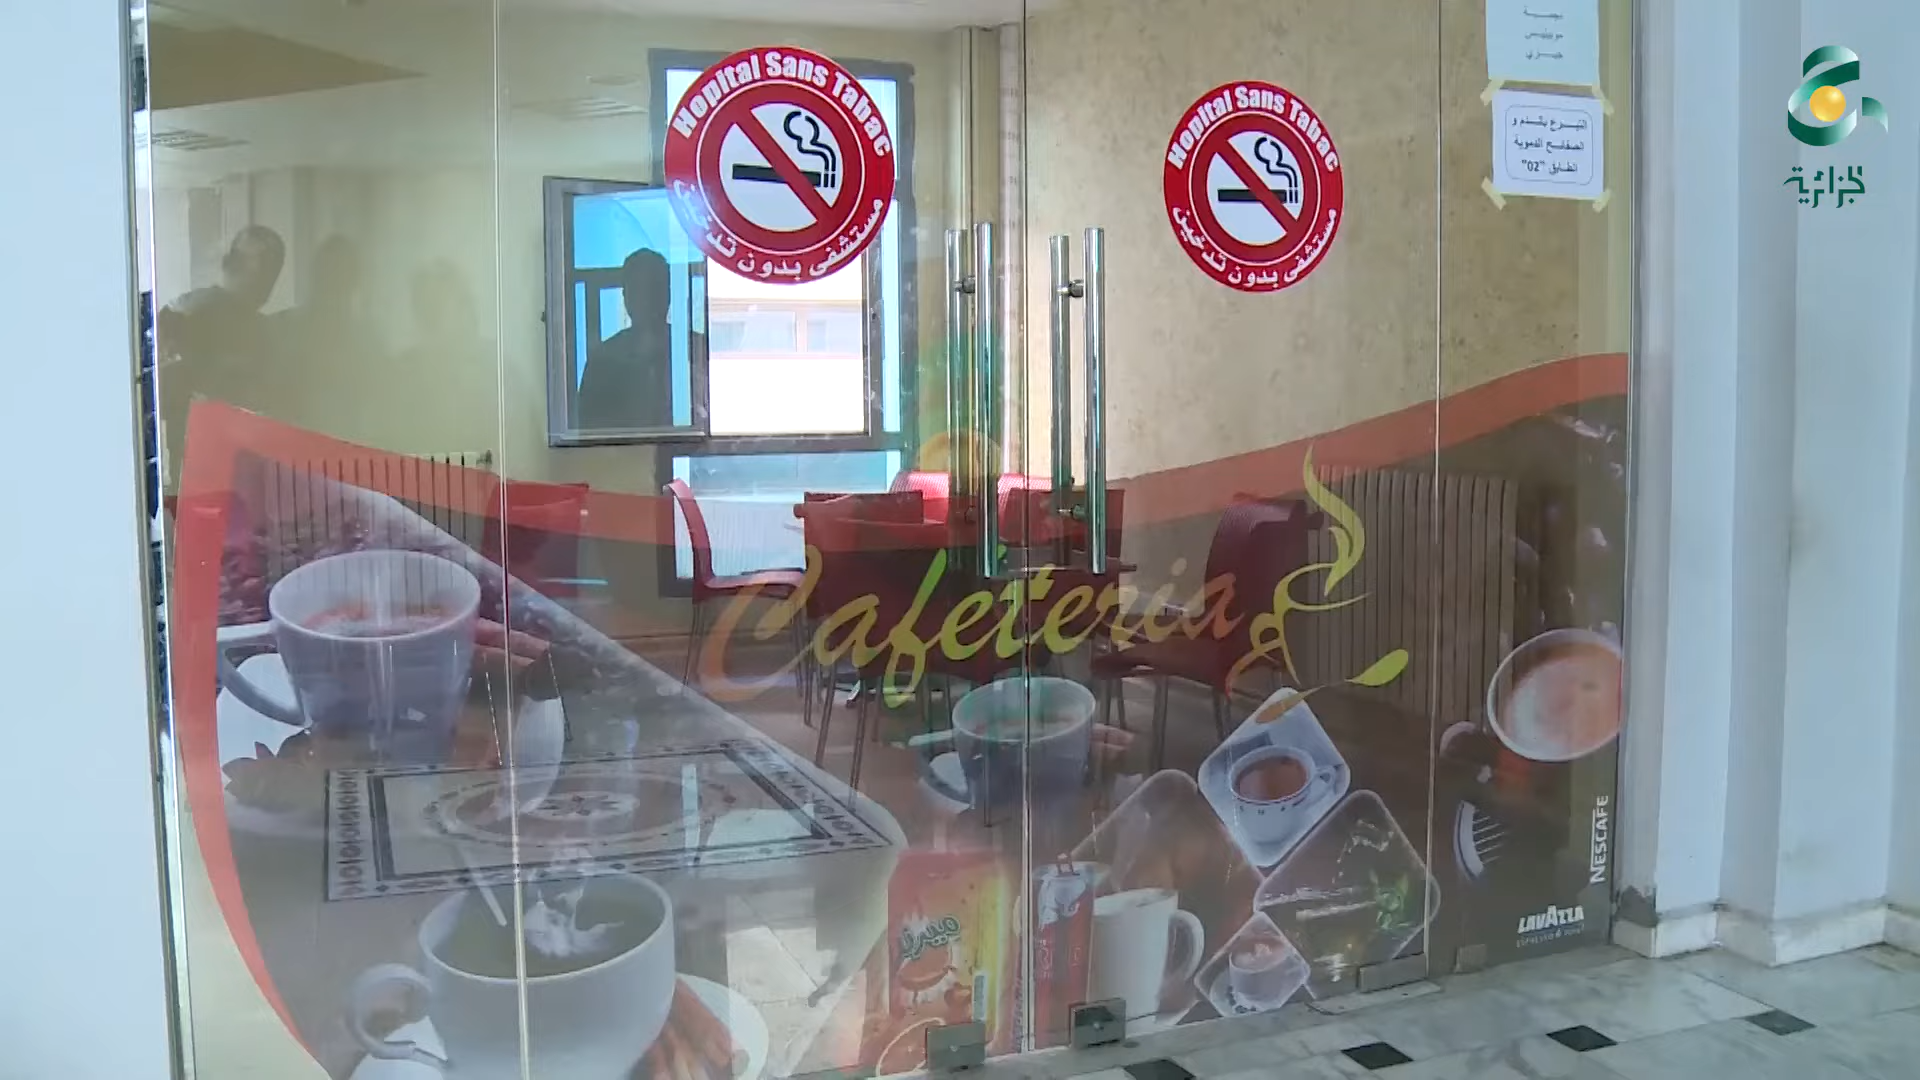 Hopital Sans Tabac
مستشفى بدون تدخين
Hopital Sans Tabac
مستشفى بدون تدخين
التبرع بالدم و
الصفائح الدموية
الطابق "02"
الجزائرية
Cafeteria
NESCAFE
LAVAZZA